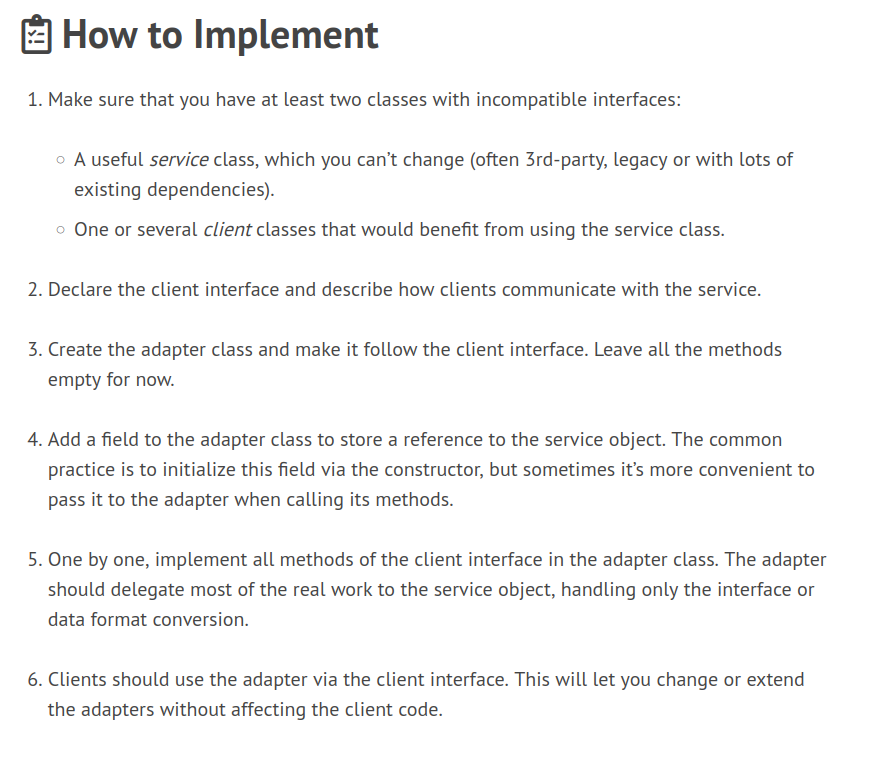 How to Implement
1. Make sure that you have at least two classes with incompatible interfaces:
○ A useful service class, which you can’t change (often 3rd-party, legacy or with lots of
existing dependencies).
○ One or several client classes that would benefit from using the service class.
2. Declare the client interface and describe how clients communicate with the service.
3. Create the adapter class and make it follow the client interface. Leave all the methods
empty for now.
4. Add a field to the adapter class to store a reference to the service object. The common
practice is to initialize this field via the constructor, but sometimes it’s more convenient to
pass it to the adapter when calling its methods.
5. One by one, implement all methods of the client interface in the adapter class. The adapter
should delegate most of the real work to the service object, handling only the interface or
data format conversion.
6. Clients should use the adapter via the client interface. This will let you change or extend
the adapters without affecting the client code.